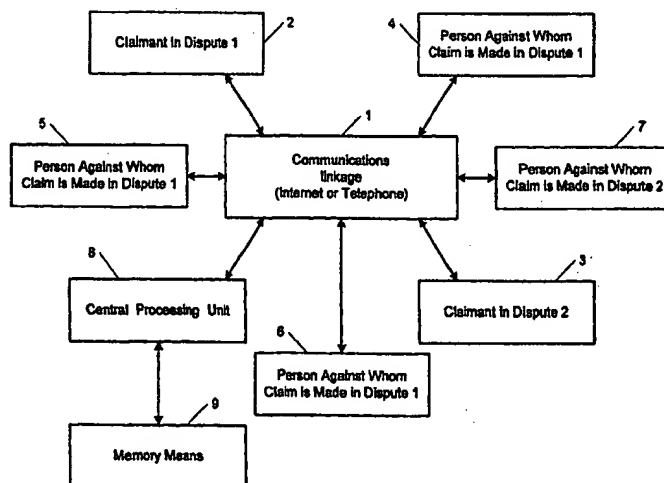 2
Claimant in Dispute 1
4
Person Against Whom
Claim is Made in Dispute 1
1
Communications
linkage
(Internet or Telephone)
5
Person Against Whom
Claim is Made in Dispute 1
7
Person Against Whom
Claim is Made in Dispute 2
8
Central Processing Unit
3
Claimant in Dispute 2
6
Person Against Whom
Claim is Made in Dispute 1
9
Memory Means